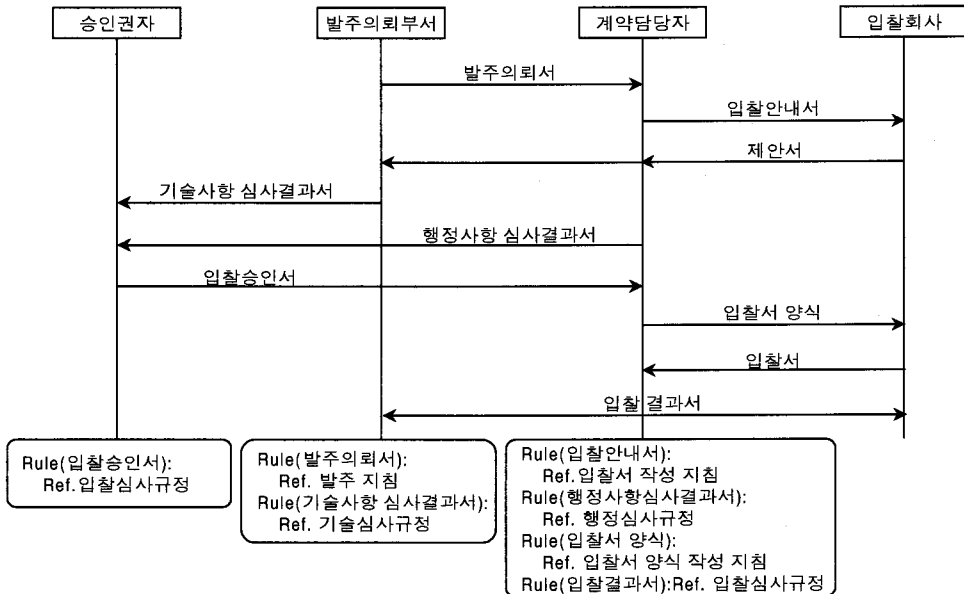 승인권자
발주의뢰부서
계약담당자
입찰회사
발주의뢰서
입찰안내서
제안서
기술사항 심사결과서
행정사항 심사결과서
입찰승인서
입찰서 양식
입찰서
입찰 결과서
Rule(입찰승인서):
Ref.입찰심사규정
Rule(발주의뢰서):
Ref. 발주 지침
Rule(기술사항 심사결과서):
Ref. 기술심사규정
Rule(입찰안내서):
Ref.입찰서 작성 지침
Rule(행정사항심사결과서):
Ref. 행정심사규정
Rule(입찰서 양식):
Ref. 입찰서 양식 작성 지침
Rule(입찰결과서):Ref. 입찰심사규정